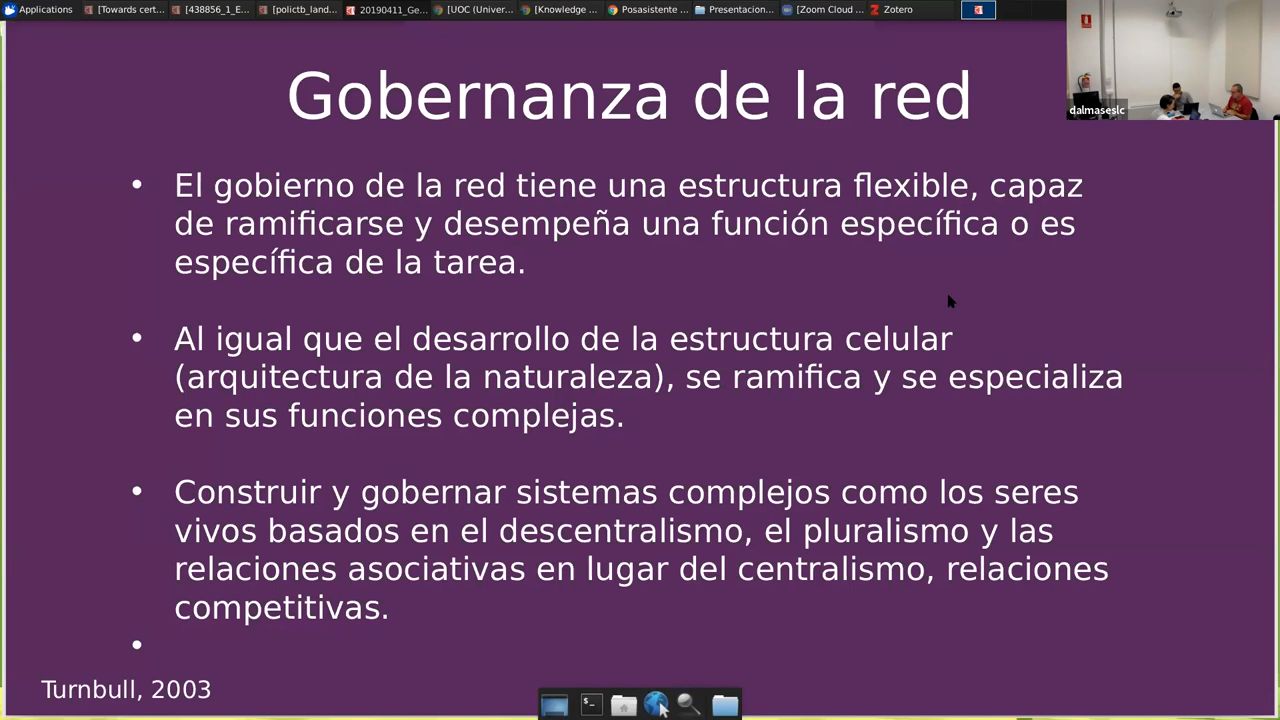 Applications [Towards cert... [438856_1_E... [polictb_land... 20190411_Ge... [UOC (Univer... [Knowledge ... Posasistente ... Presentacion... [Zoom Cloud ... Zotero
dalmaseslc
Gobernanza de la red
• El gobierno de la red tiene una estructura flexible, capaz
de ramificarse y desempeña una función específica o es
específica de la tarea.
• Al igual que el desarrollo de la estructura celular
(arquitectura de la naturaleza), se ramifica y se especializa
en sus funciones complejas.
• Construir y gobernar sistemas complejos como los seres
vivos basados en el descentralismo, el pluralismo y las
relaciones asociativas en lugar del centralismo, relaciones
competitivas.
•
Turnbull, 2003